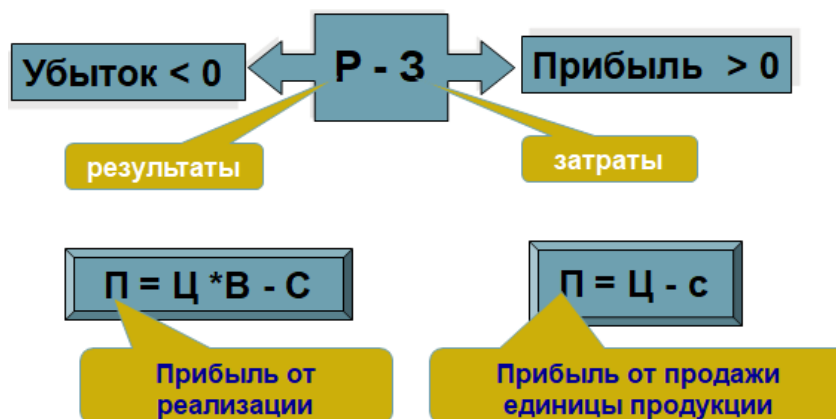 Убыток < 0
Р - З
Прибыль > 0
результаты
затраты
П = Ц *В - С
П = Ц - с
Прибыль от
реализации
Прибыль от продажи
единицы продукции